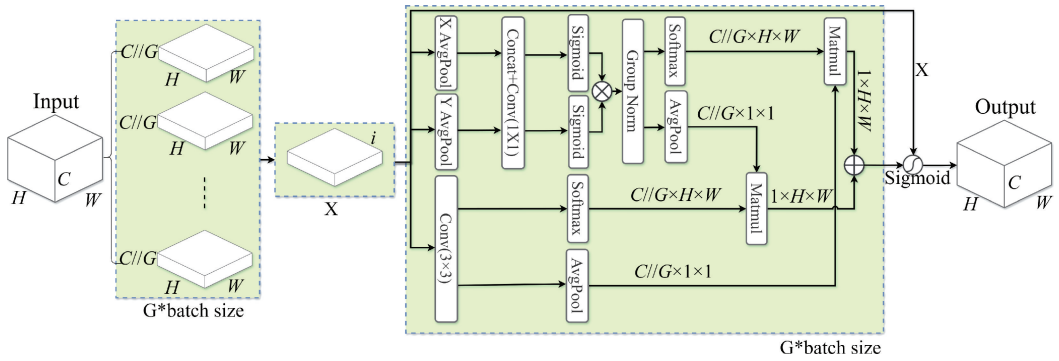 Input
H
C
W
C//G
H
W
C//G
H
W
C//G
H
W
G*batch size
i
X
X AvgPool
Y AvgPool
Concat+Conv(1X1)
Sigmoid
Sigmoid
Group Norm
Softmax
AvgPool
C//G×H×W
C//G×1×1
Matmul
Matmul
1×H×W
Conv(3×3)
Softmax
C//G×H×W
1×H×W
AvgPool
C//G×1×1
G*batch size
X
Sigmoid
Output
C
H
W